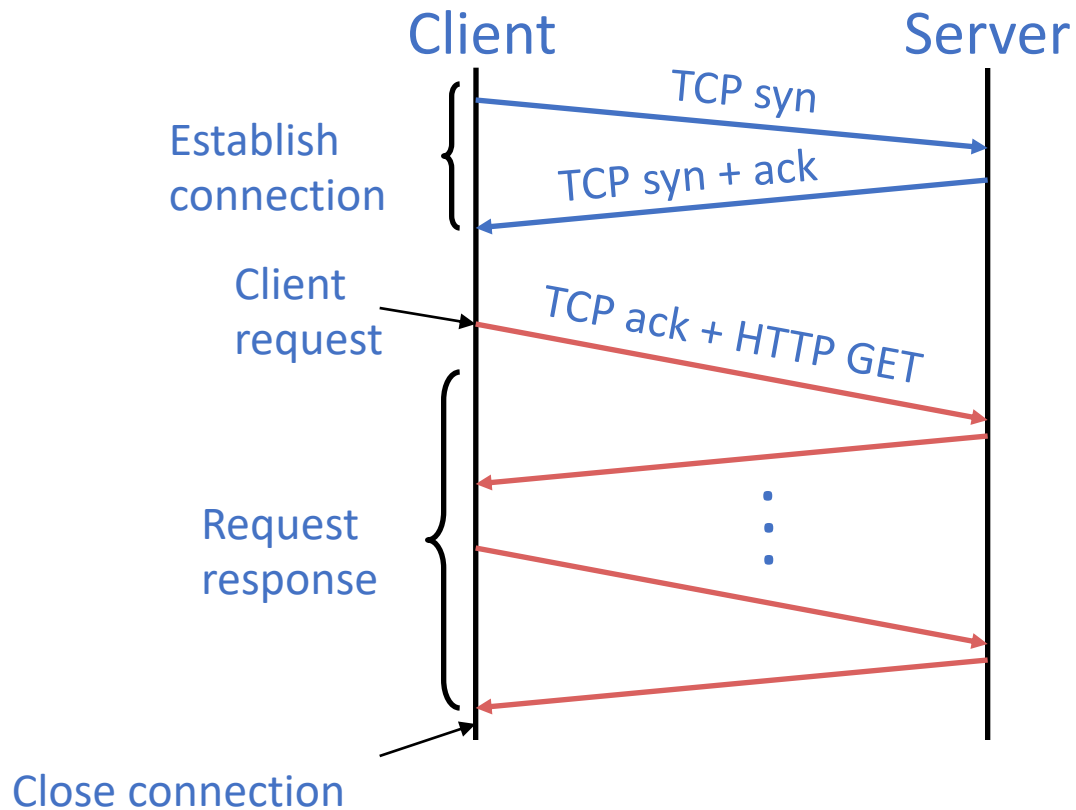 Client
Server
TCP syn
Establish
connection
TCP syn + ack
Client
request
TCP ack + HTTP GET
Request
response
Close connection